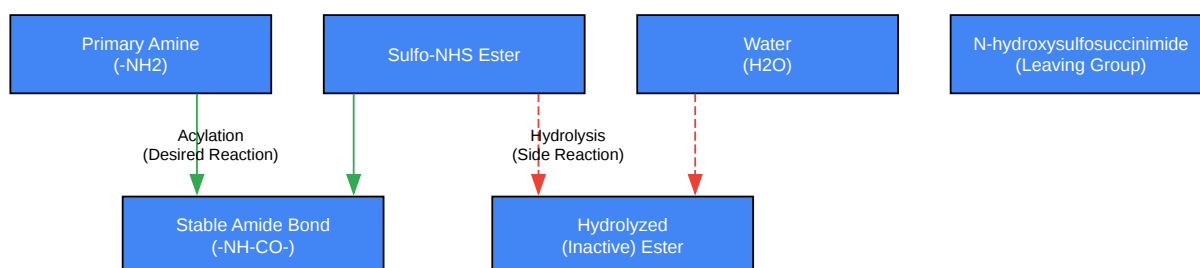 Primary Amine
(-NH2)
Sulfo-NHS Ester
Water
(H2O)
N-hydroxysulfosuccinimide
(Leaving Group)
Acylation
(Desired Reaction)
Hydrolysis
(Side Reaction)
Stable Amide Bond
(-NH-CO-)
Hydrolyzed
(Inactive) Ester